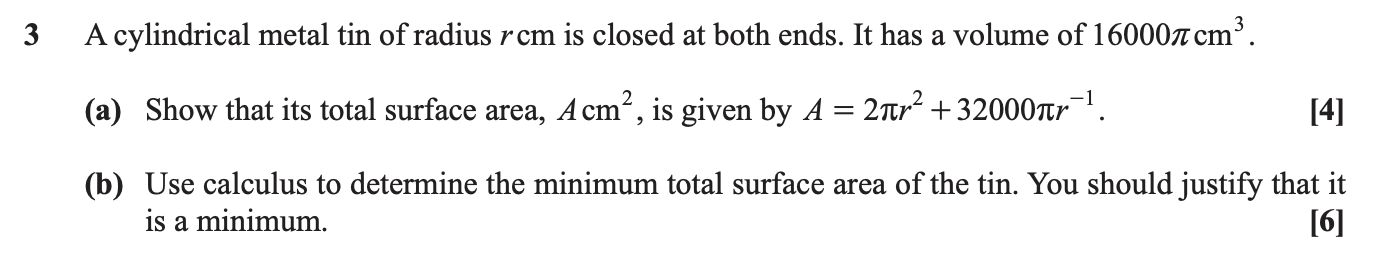 3 A cylindrical metal tin of radius r cm is closed at both ends. It has a volume of 16000π cm³.
(a) Show that its total surface area, A cm², is given by A = 2πr² + 32000πr⁻¹. [4]
(b) Use calculus to determine the minimum total surface area of the tin. You should justify that it
is a minimum. [6]